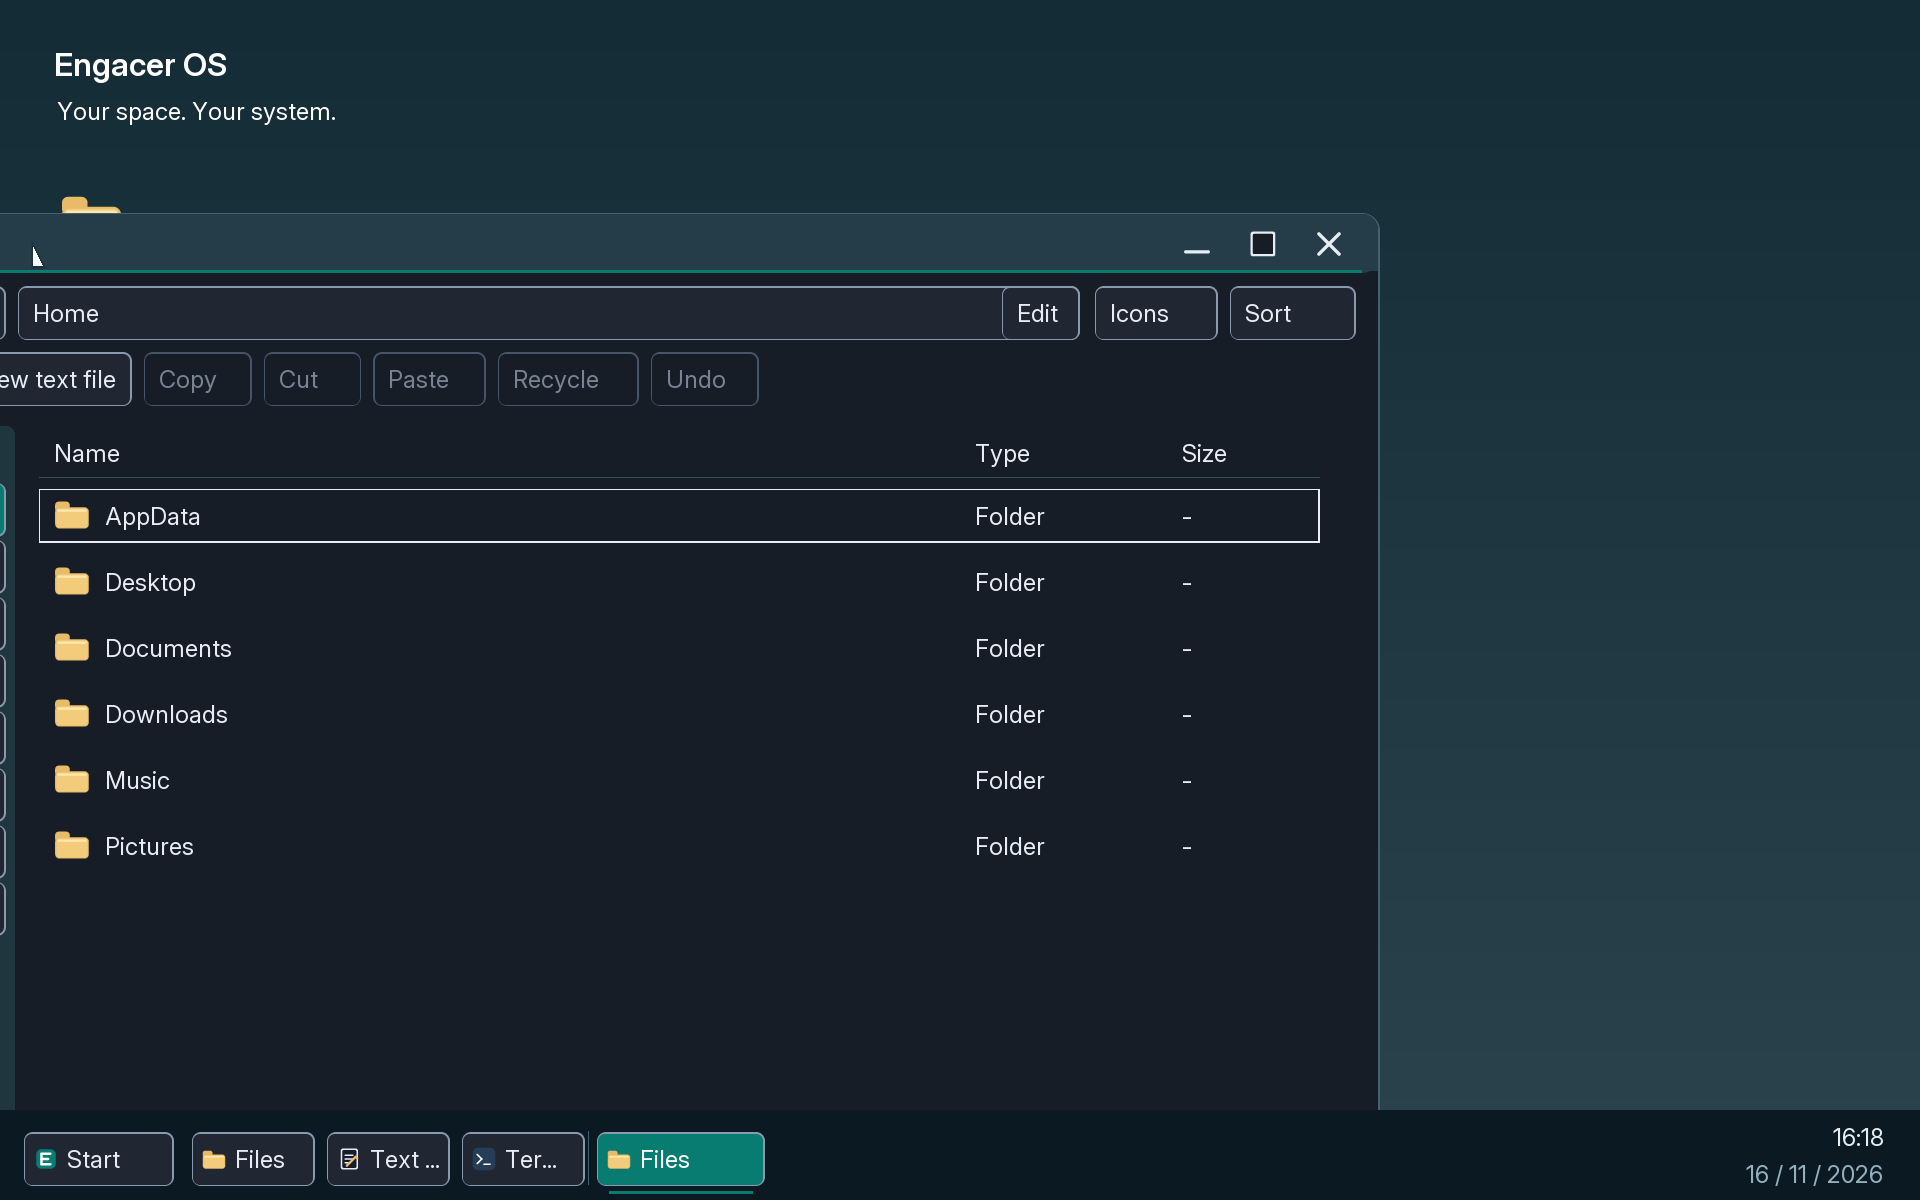 Engacer OS
Your space. Your system.
Home
Edit
Icons
Sort
ew text file
Copy
Cut
Paste
Recycle
Undo
Name Type Size
AppData Folder -
Desktop Folder -
Documents Folder -
Downloads Folder -
Music Folder -
Pictures Folder -
E Start
Files
Text ...
Ter...
Files
16:18
16 / 11 / 2026